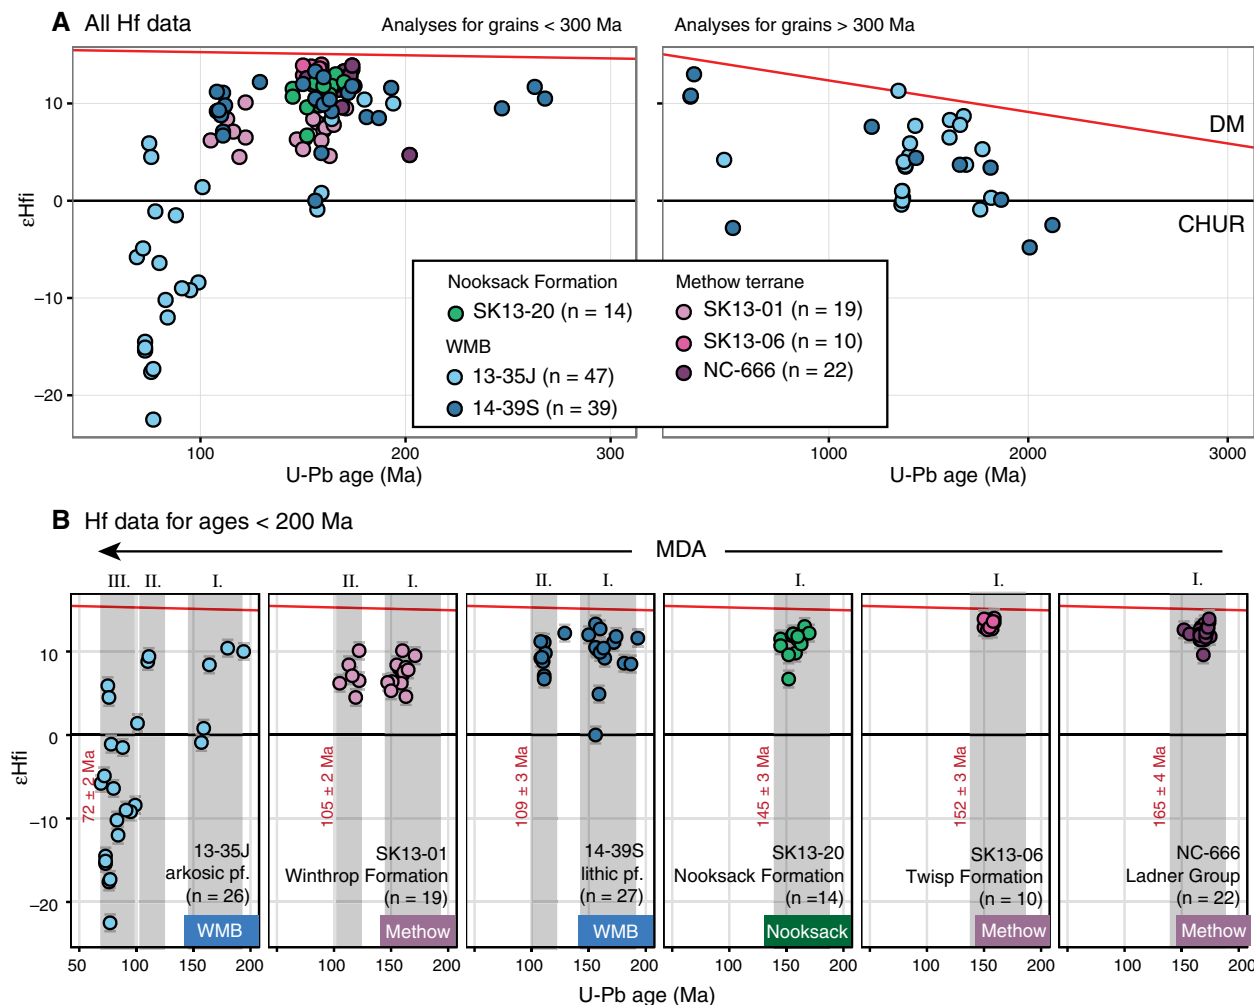 A All Hf data
Analyses for grains < 300 Ma
Analyses for grains > 300 Ma
10
0
−10
−20
εHfi
DM
CHUR
100
200
300
1000
2000
3000
U-Pb age (Ma)
U-Pb age (Ma)
Nooksack Formation
SK13-20 (n = 14)
WMB
13-35J (n = 47)
14-39S (n = 39)
Methow terrane
SK13-01 (n = 19)
SK13-06 (n = 10)
NC-666 (n = 22)
B Hf data for ages < 200 Ma
MDA
III. II. I.
II. I.
II. I.
I.
I.
I.
10
0
−10
−20
εHfi
72 ± 2 Ma
13-35J
arkosic pf.
(n = 26)
WMB
105 ± 2 Ma
SK13-01
Winthrop Formation
(n = 19)
Methow
109 ± 3 Ma
14-39S
lithic pf.
(n = 27)
WMB
145 ± 3 Ma
SK13-20
Nooksack Formation
(n =14)
Nooksack
152 ± 3 Ma
SK13-06
Twisp Formation
(n = 10)
Methow
165 ± 4 Ma
NC-666
Ladner Group
(n = 22)
Methow
50 100 150 200
100 150 200
100 150 200
100 150 200
100 150 200
100 150 200
U-Pb age (Ma)